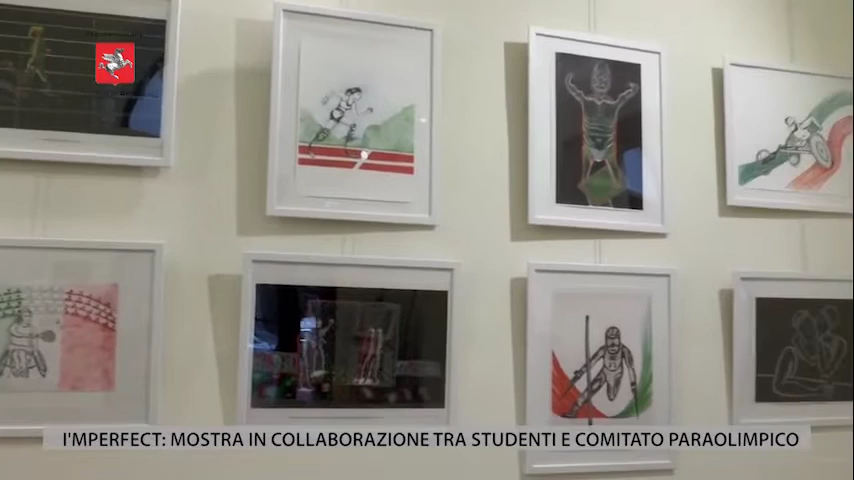 I'MPERFECT: MOSTRA IN COLLABORAZIONE TRA STUDENTI E COMITATO PARAOLIMPICO